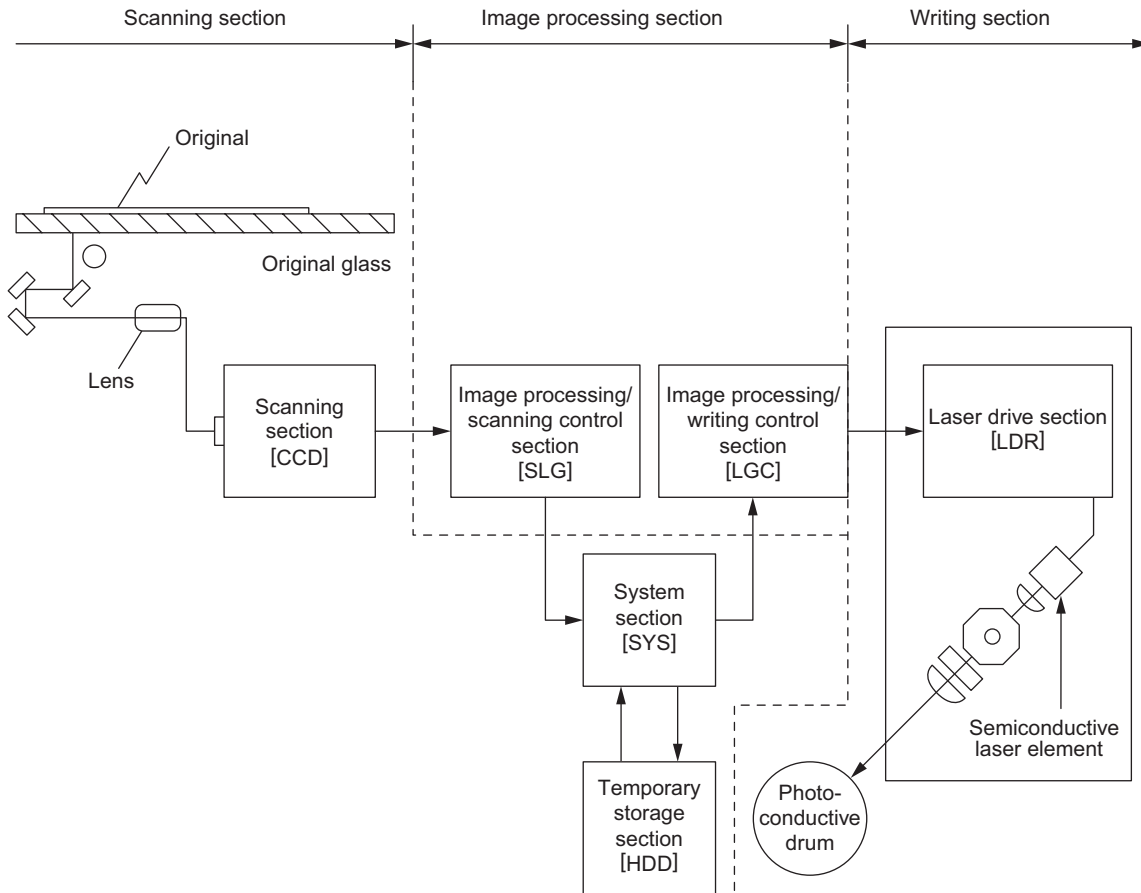 Scanning section
Image processing section
Writing section
Original
Original glass
Lens
Scanning
section
[CCD]
Image processing/
scanning control
section
[SLG]
Image processing/
writing control
section
[LGC]
Laser drive section
[LDR]
System
section
[SYS]
Semiconductive
laser element
Temporary
storage
section
[HDD]
Photo-
conductive
drum